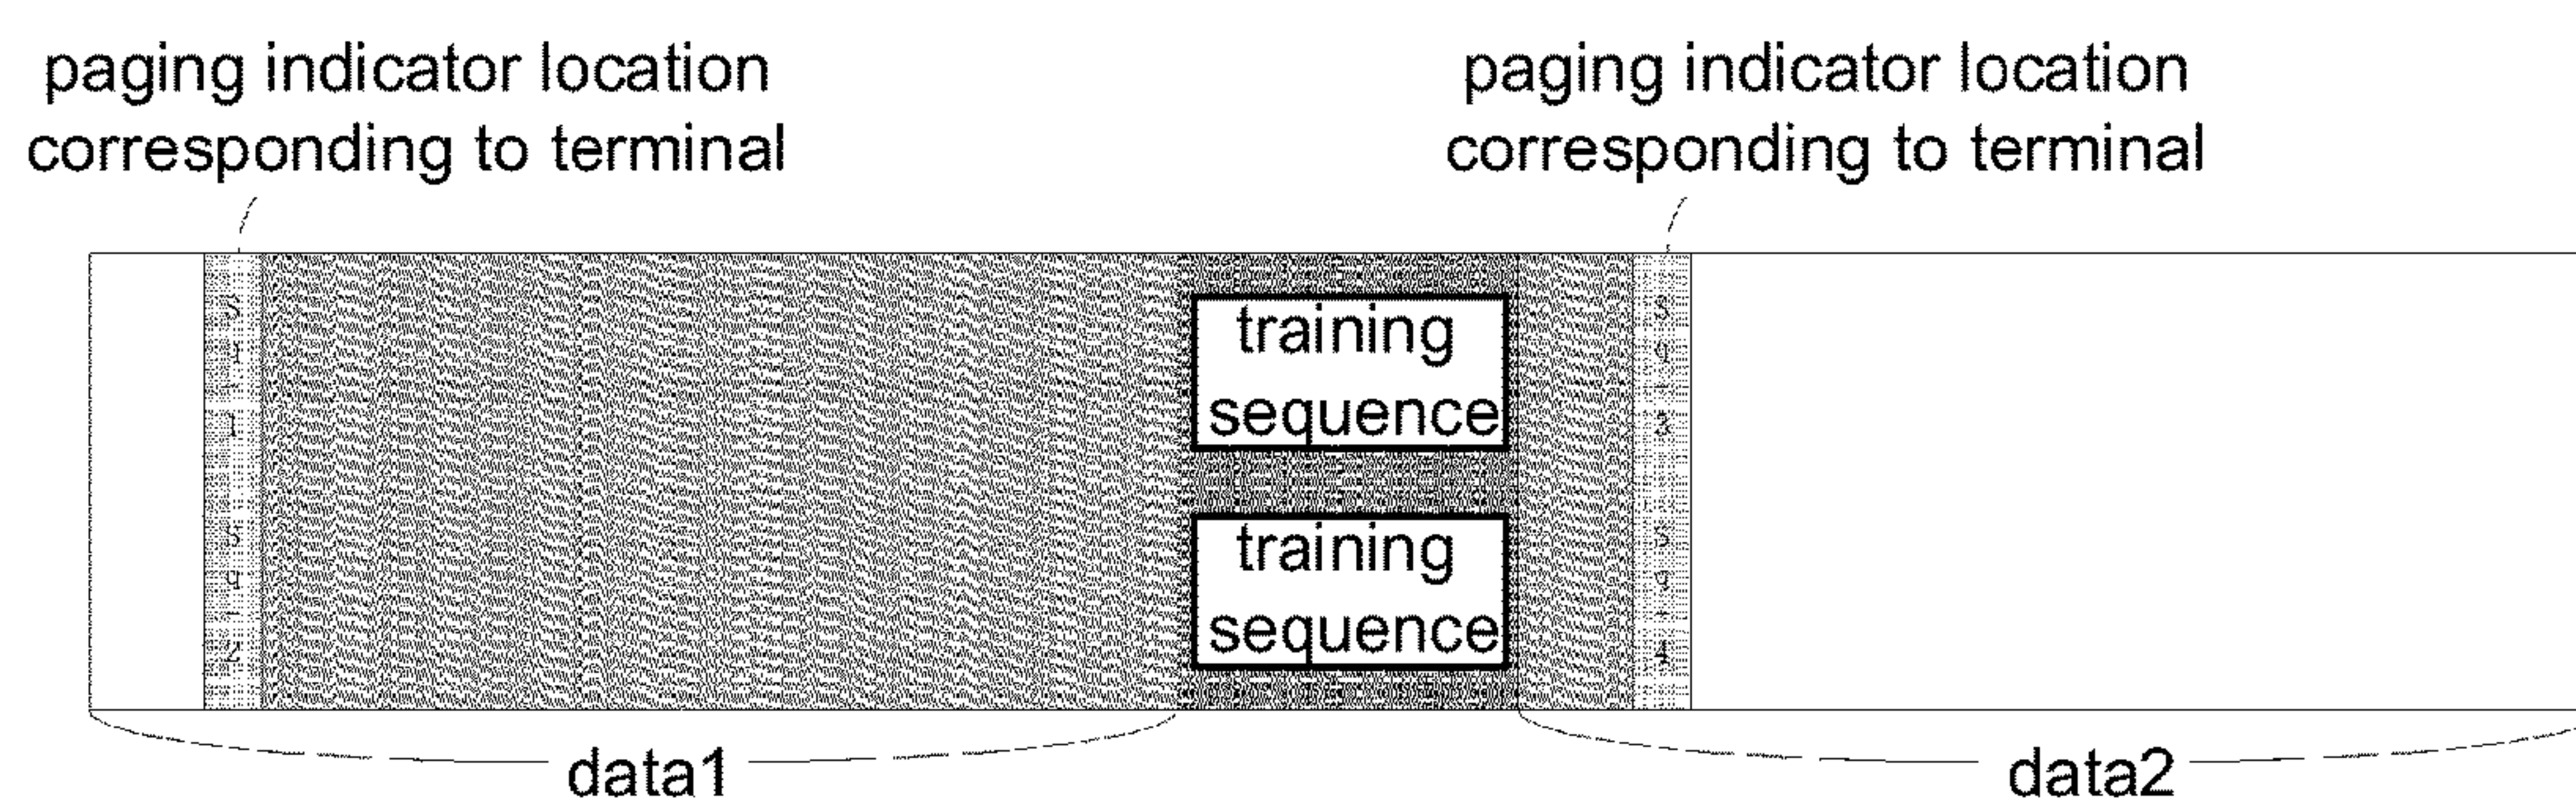 paging indicator location
corresponding to terminal
paging indicator location
corresponding to terminal
training
sequence
training
sequence
data1
data2